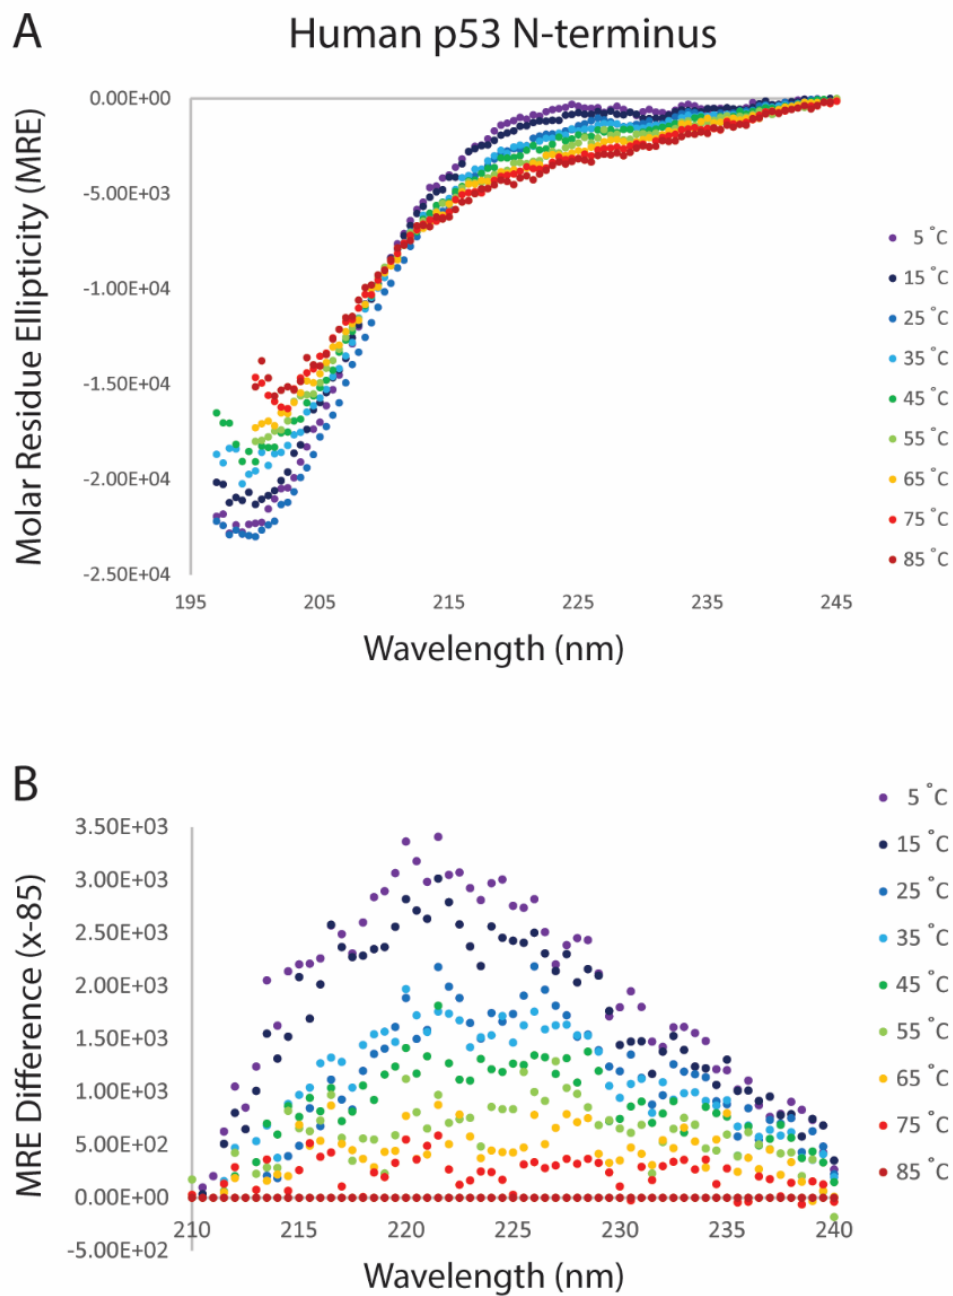 A
Human p53 N-terminus
Molar Residue Ellipticity (MRE)
0.00E+00
-5.00E+03
-1.00E+04
-1.50E+04
-2.00E+04
-2.50E+04
195
205
215
225
235
245
Wavelength (nm)
5 ˚C
15 ˚C
25 ˚C
35 ˚C
45 ˚C
55 ˚C
65 ˚C
75 ˚C
85 ˚C
B
MRE Difference (x-85)
3.50E+03
3.00E+03
2.50E+03
2.00E+03
1.50E+03
1.00E+03
5.00E+02
0.00E+00
-5.00E+02
210
215
220
225
230
235
240
Wavelength (nm)
5 ˚C
15 ˚C
25 ˚C
35 ˚C
45 ˚C
55 ˚C
65 ˚C
75 ˚C
85 ˚C